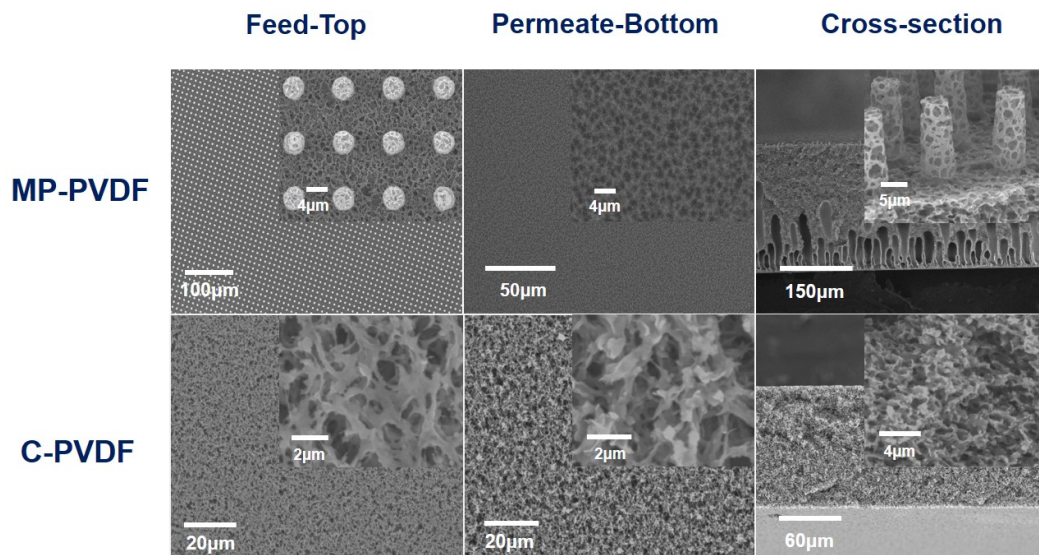 Feed-Top
Permeate-Bottom
Cross-section
MP-PVDF
4µm
100µm
4µm
50µm
5µm
150µm
C-PVDF
2µm
20µm
2µm
20µm
4µm
60µm